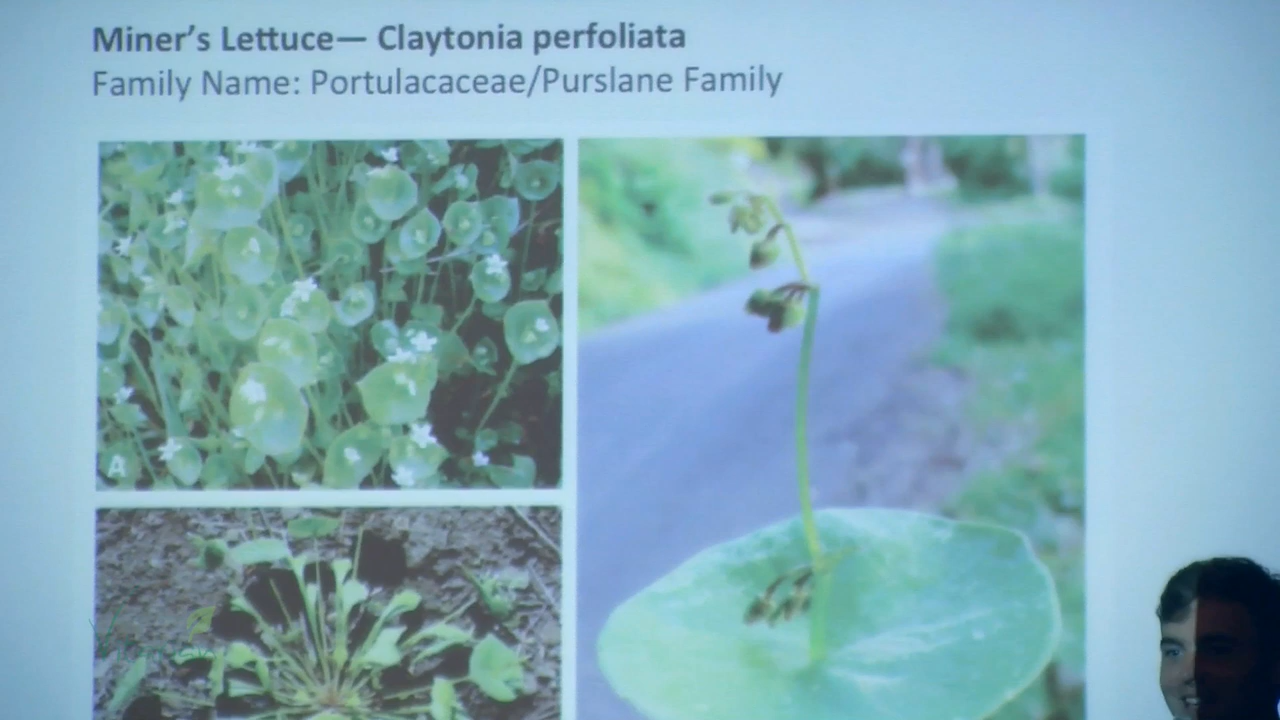 Miner's Lettuce— Claytonia perfoliata
Family Name: Portulacaceae/Purslane Family